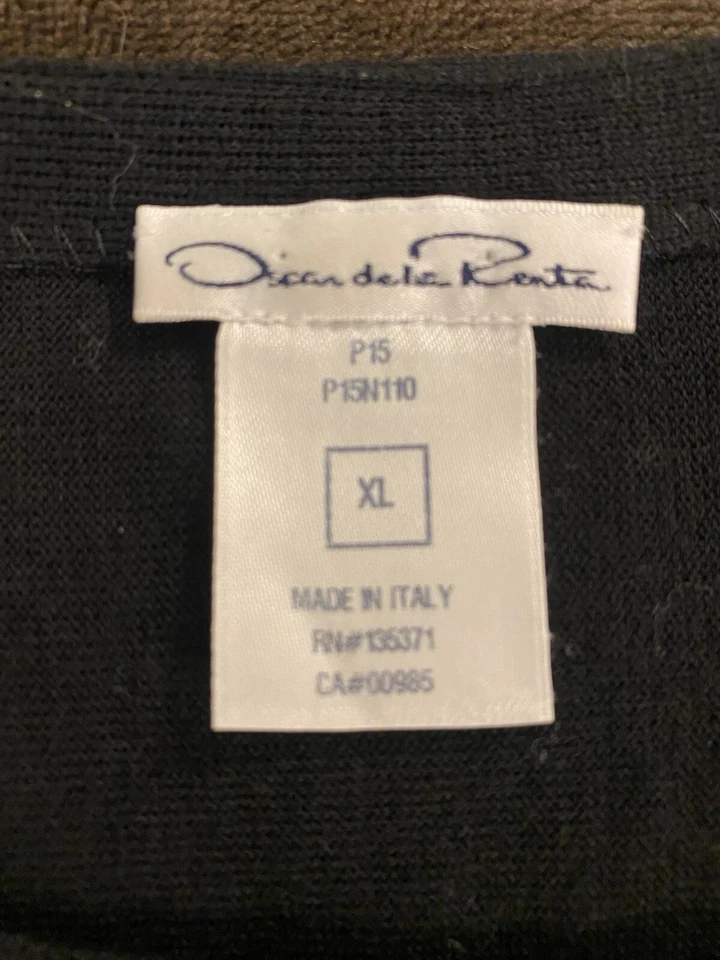 Oscar de la Renta
P15
P15N110
XL
MADE IN ITALY
RN#135371
CA#00985